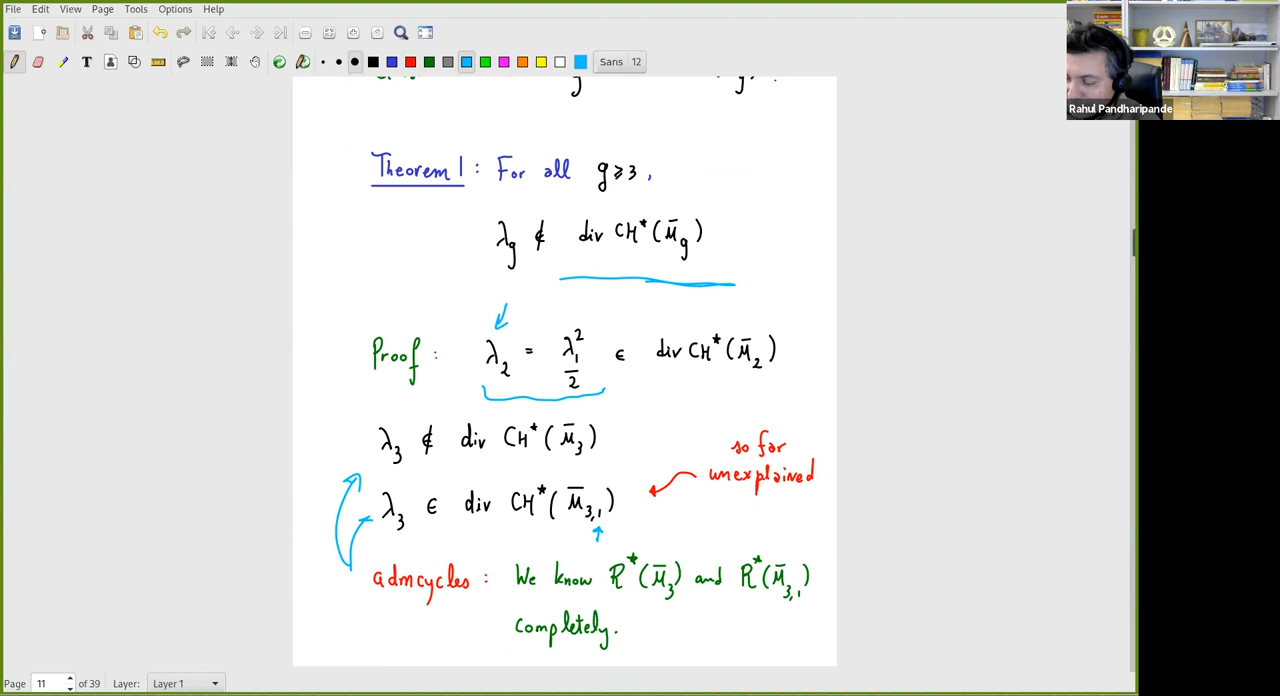 File Edit View Page Tools Options Help
Sans 12
Rahul Pandharipande
Theorem 1 : For all g ⩾ 3 ,
λ_g ∉ div CH*(M̄_g)
Proof : λ_2 = λ_1^2 / 2 ∈ div CH*(M̄_2)
λ_3 ∉ div CH*(M̄_3)
so far
unexplained
λ_3 ∈ div CH*(M̄_{3,1})
admcycles : We know R*(M̄_3) and R*(M̄_{3,1})
completely.
Page 11 of 39 Layer: Layer 1